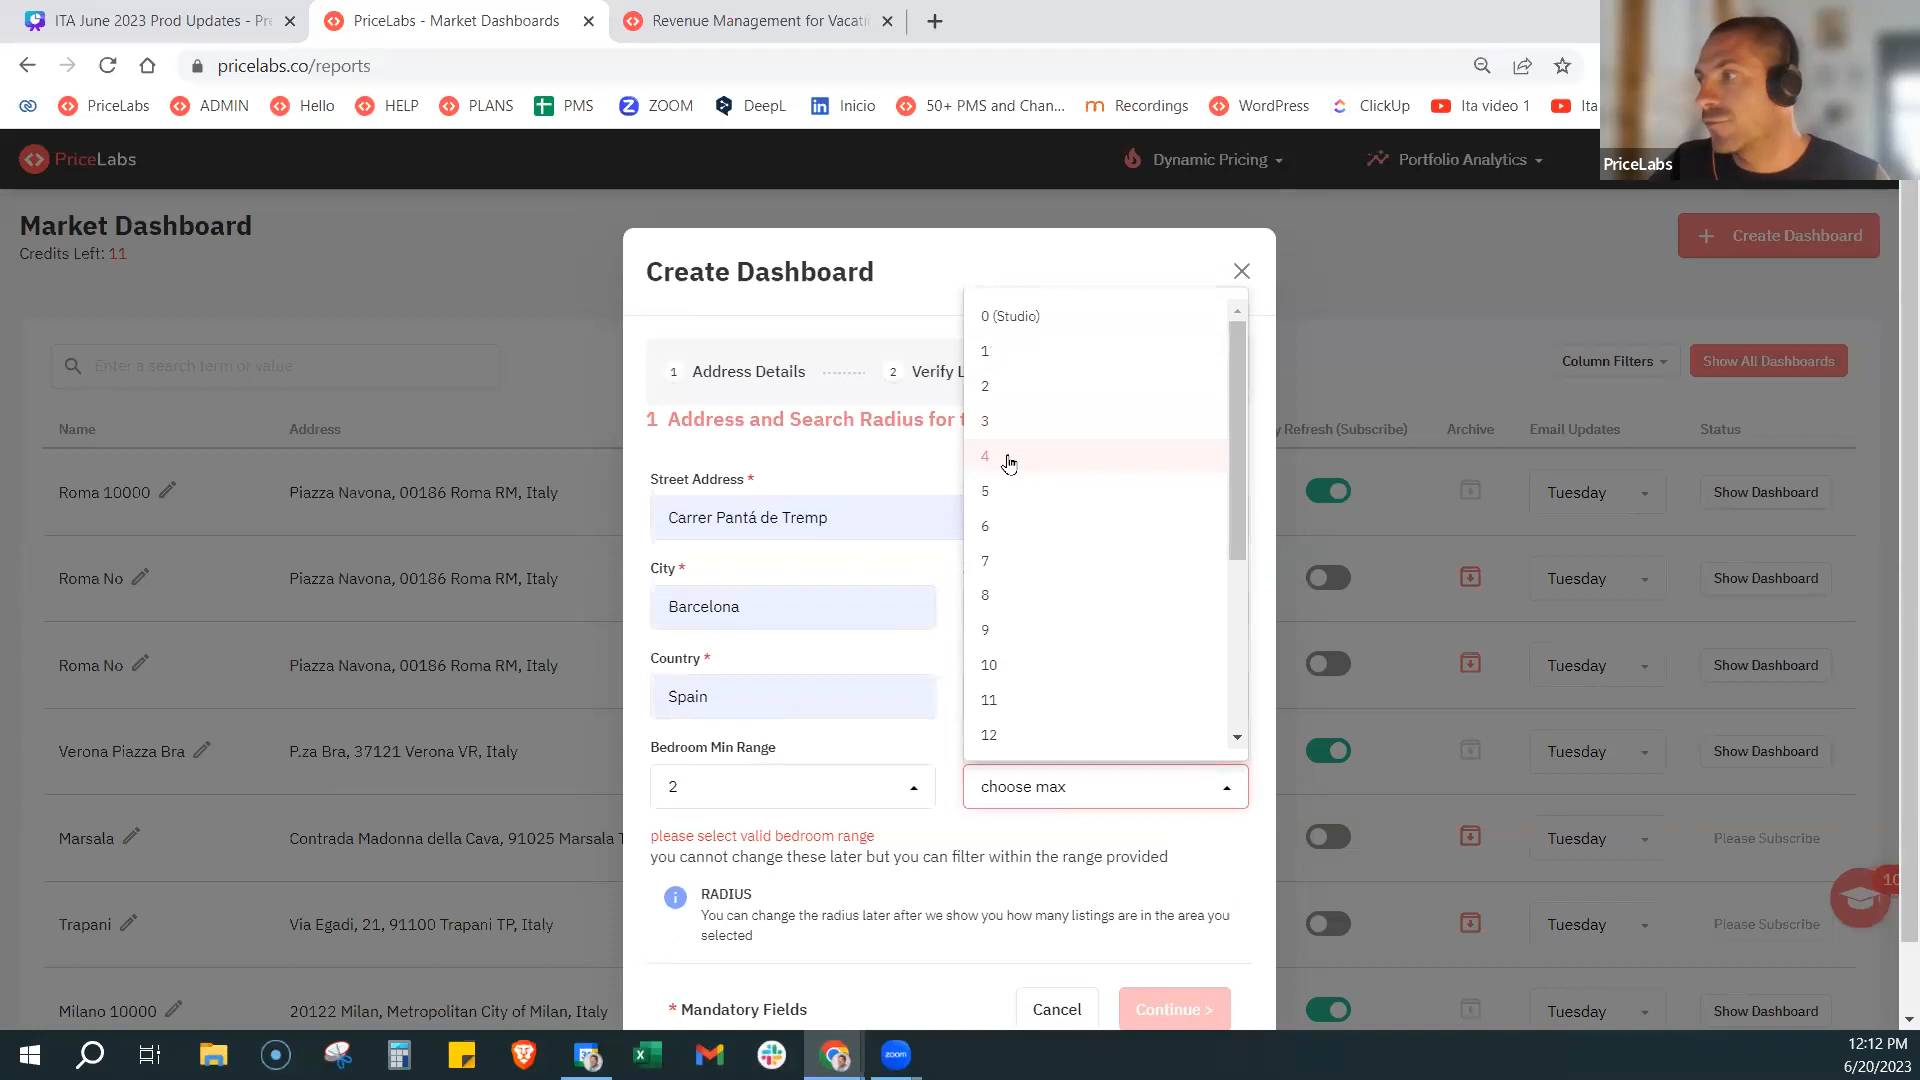 ITA June 2023 Prod Updates - Pre
PriceLabs - Market Dashboards
Revenue Management for Vacati
pricelabs.co/reports
PriceLabs
ADMIN
Hello
HELP
PLANS
PMS
ZOOM
DeepL
Inicio
50+ PMS and Chan...
Recordings
WordPress
ClickUp
Ita video 1
Ita
PriceLabs
PriceLabs
Dynamic Pricing
Portfolio Analytics
Market Dashboard
Credits Left: 11
+ Create Dashboard
Enter a search term or value
Column Filters
Show All Dashboards
Name
Address
y Refresh (Subscribe)
Archive
Email Updates
Status
Roma 10000
Piazza Navona, 00186 Roma RM, Italy
Tuesday
Show Dashboard
Roma No
Piazza Navona, 00186 Roma RM, Italy
Tuesday
Show Dashboard
Roma No
Piazza Navona, 00186 Roma RM, Italy
Tuesday
Show Dashboard
Verona Piazza Bra
P.za Bra, 37121 Verona VR, Italy
Tuesday
Show Dashboard
Marsala
Contrada Madonna della Cava, 91025 Marsala T
Tuesday
Please Subscribe
Trapani
Via Egadi, 21, 91100 Trapani TP, Italy
Tuesday
Please Subscribe
10
Milano 10000
20122 Milan, Metropolitan City of Milan, Italy
Tuesday
Show Dashboard
Create Dashboard
1 Address Details
2 Verify L
1 Address and Search Radius for t
Street Address *
Carrer Pantá de Tremp
City *
Barcelona
Country *
Spain
Bedroom Min Range
2
0 (Studio)
1
2
3
4
5
6
7
8
9
10
11
12
choose max
please select valid bedroom range
you cannot change these later but you can filter within the range provided
RADIUS
You can change the radius later after we show you how many listings are in the area you
selected
* Mandatory Fields
Cancel
Continue >
zoom
12:12 PM
6/20/2023